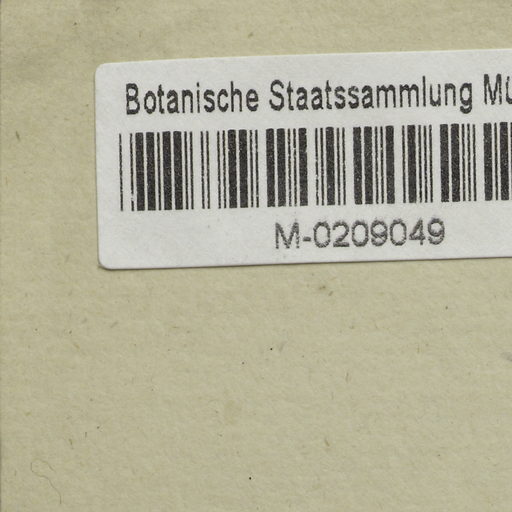 Botanische Staatssammlung Mü
M-0209049